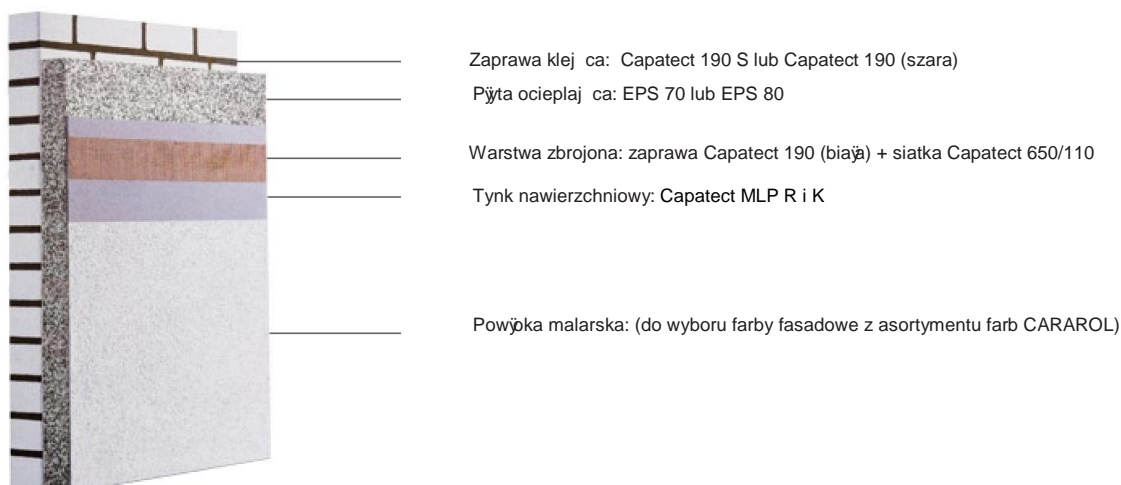 Zaprawa klej ca: Capatect 190 S lub Capatect 190 (szara)
Pÿta ocieplaj ca: EPS 70 lub EPS 80
Warstwa zbrojona: zaprawa Capatect 190 (biaÿa) + siatka Capatect 650/110
Tynk nawierzchniowy: Capatect MLP R i K
Powÿoka malarska: (do wyboru farby fasadowe z asortymentu farb CARAROL)